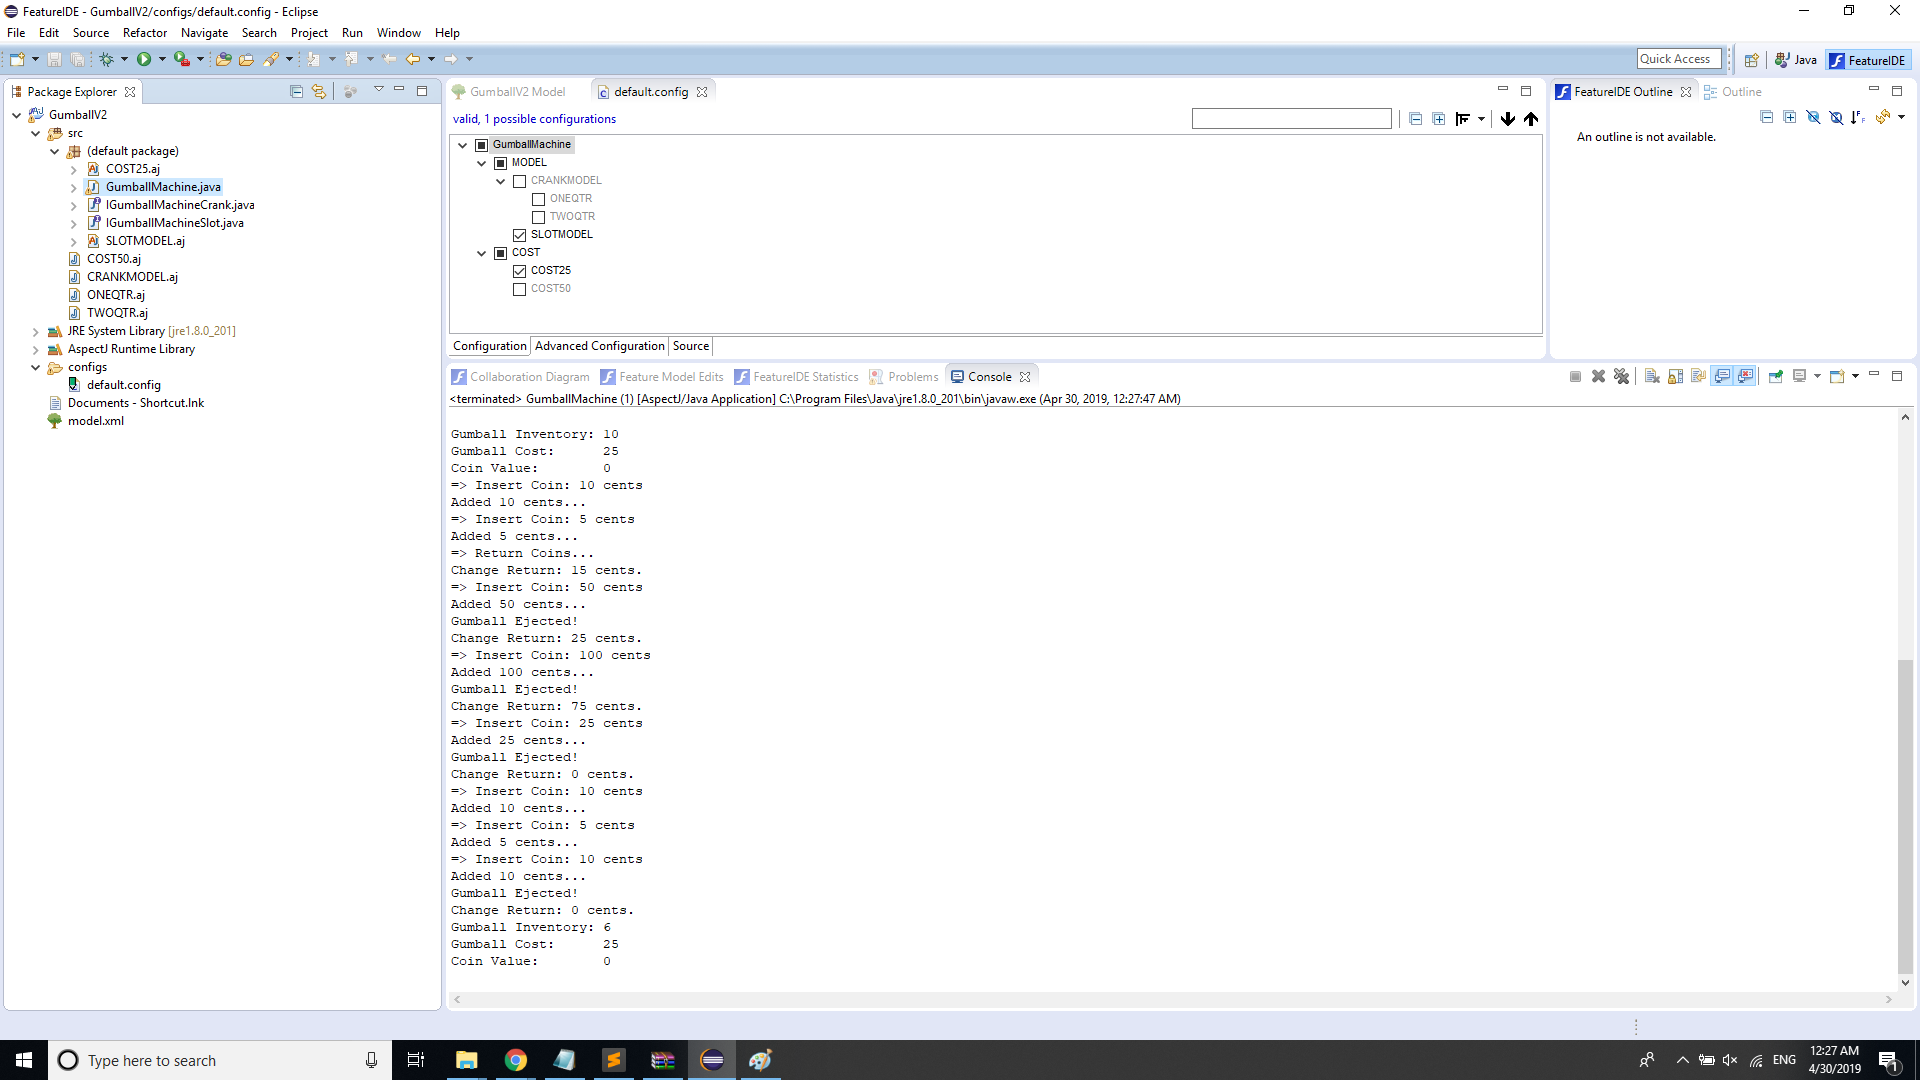 FeatureIDE - GumballV2/configs/default.config - Eclipse
File Edit Source Refactor Navigate Search Project Run Window Help
Quick Access
Java
FeatureIDE
Package Explorer
GumballV2
src
(default package)
COST25.aj
GumballMachine.java
IGumballMachineCrank.java
IGumballMachineSlot.java
SLOTMODEL.aj
COST50.aj
CRANKMODEL.aj
ONEQTR.aj
TWOQTR.aj
JRE System Library [jre1.8.0_201]
AspectJ Runtime Library
configs
default.config
Documents - Shortcut.lnk
model.xml
GumballV2 Model
default.config
valid, 1 possible configurations
GumballMachine
MODEL
CRANKMODEL
ONEQTR
TWOQTR
SLOTMODEL
COST
COST25
COST50
Configuration Advanced Configuration Source
FeatureIDE Outline
Outline
An outline is not available.
Collaboration Diagram Feature Model Edits FeatureIDE Statistics Problems Console
<terminated> GumballMachine (1) [AspectJ/Java Application] C:\Program Files\Java\jre1.8.0_201\bin\javaw.exe (Apr 30, 2019, 12:27:47 AM)
Gumball Inventory: 10
Gumball Cost: 25
Coin Value: 0
=> Insert Coin: 10 cents
Added 10 cents...
=> Insert Coin: 5 cents
Added 5 cents...
=> Return Coins...
Change Return: 15 cents.
=> Insert Coin: 50 cents
Added 50 cents...
Gumball Ejected!
Change Return: 25 cents.
=> Insert Coin: 100 cents
Added 100 cents...
Gumball Ejected!
Change Return: 75 cents.
=> Insert Coin: 25 cents
Added 25 cents...
Gumball Ejected!
Change Return: 0 cents.
=> Insert Coin: 10 cents
Added 10 cents...
=> Insert Coin: 5 cents
Added 5 cents...
=> Insert Coin: 10 cents
Added 10 cents...
Gumball Ejected!
Change Return: 0 cents.
Gumball Inventory: 6
Gumball Cost: 25
Coin Value: 0
Type here to search
ENG
12:27 AM
4/30/2019
1